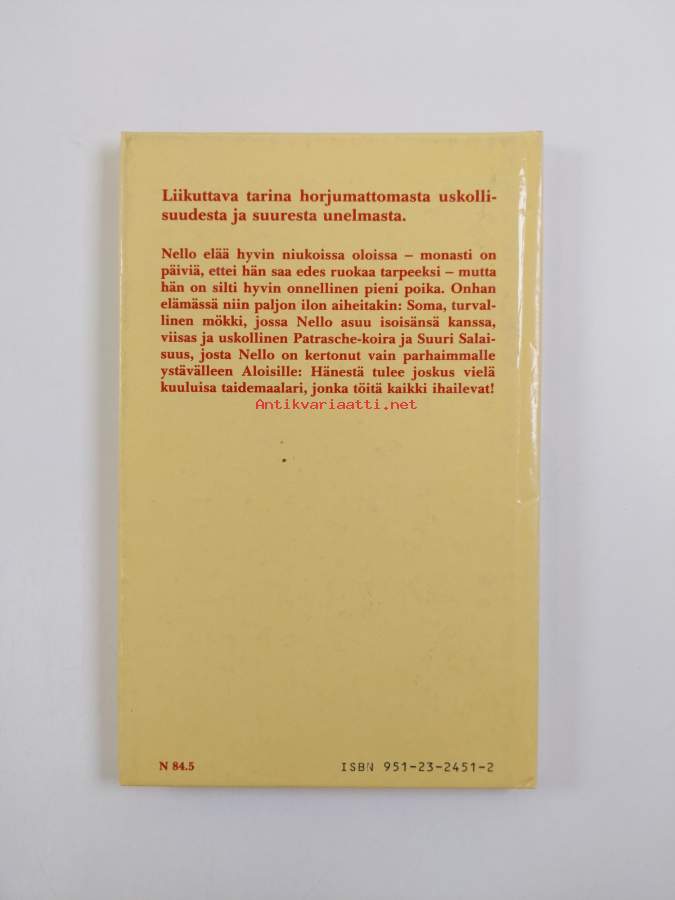 Liikuttava tarina horjumattomasta uskolli-
suudesta ja suuresta unelmasta.
Nello elää hyvin niukoissa oloissa – monasti on
päiviä, ettei hän saa edes ruokaa tarpeeksi – mutta
hän on silti hyvin onnellinen pieni poika. Onhan
elämässä niin paljon ilon aiheitakin: Soma, turval-
linen mökki, jossa Nello asuu isoisänsä kanssa,
viisas ja uskollinen Patrasche-koira ja Suuri Salai-
suus, josta Nello on kertonut vain parhaimmalle
ystävälleen Aloisille: Hänestä tulee joskus vielä
kuuluisa taidemaalari, jonka töitä kaikki ihailevat!
Antikvariaatti.net
N 84.5 ISBN 951-23-2451-2